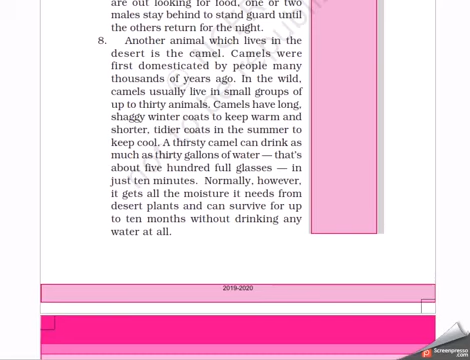 are out looking for food, one or two
males stay behind to stand guard until
the others return for the night.
8. Another animal which lives in the
desert is the camel. Camels were
first domesticated by people many
thousands of years ago. In the wild,
camels usually live in small groups of
up to thirty animals. Camels have long,
shaggy winter coats to keep warm and
shorter, tidier coats in the summer to
keep cool. A thirsty camel can drink as
much as thirty gallons of water — that's
about five hundred full glasses — in
just ten minutes. Normally, however,
it gets all the moisture it needs from
desert plants and can survive for up
to ten months without drinking any
water at all.
2019-2020
Screenpresso.com